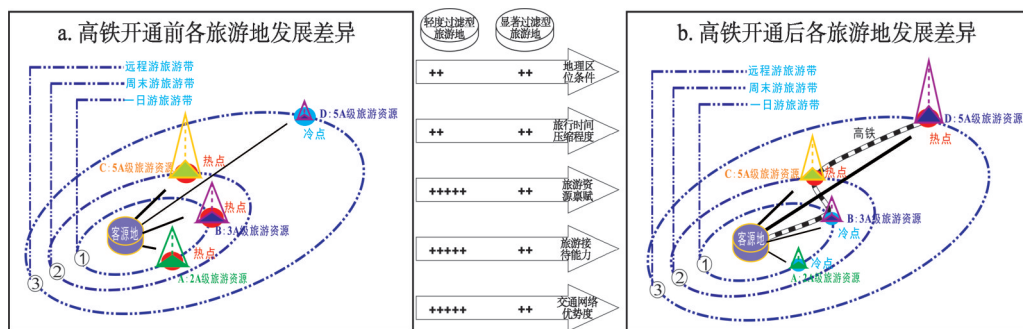 a. 高铁开通前各旅游地发展差异
远程游旅游带
周末游旅游带
一日游旅游带
D:5A级旅游资源
冷点
热点
C:5A级旅游资源
热点
B:3A级旅游资源
客源地
热点
A:2A级旅游资源
①
②
③
轻度过滤型
旅游地
显著过滤型
旅游地
++
++
地理区
位条件
++
++
旅行时间
压缩程度
+++++
++
旅游资
源禀赋
+++++
++
旅游接
待能力
+++++
++
交通网络
优势度
b. 高铁开通后各旅游地发展差异
远程游旅游带
周末游旅游带
一日游旅游带
D:5A级旅游资源
高铁
热点
C:5A级旅游资源
热点
B:3A级旅游资源
冷点
客源地
冷点
A:2A级旅游资源
①
②
③